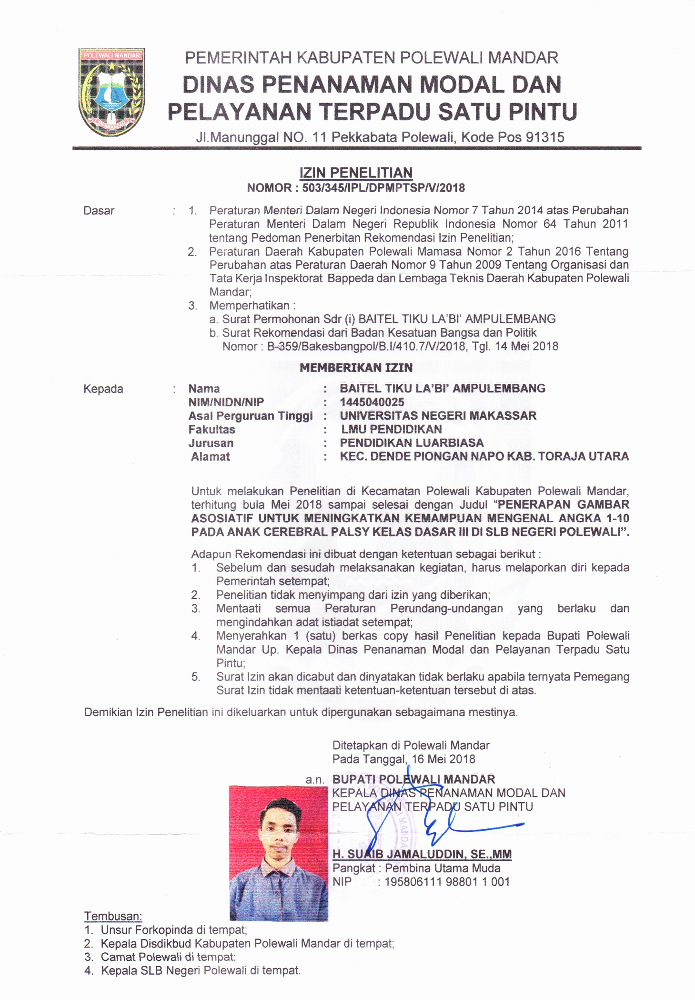 POLEWALI MANDAR
SIPAMANDAQ
PEMERINTAH KABUPATEN POLEWALI MANDAR
DINAS PENANAMAN MODAL DAN
PELAYANAN TERPADU SATU PINTU
Jl.Manunggal NO. 11 Pekkabata Polewali, Kode Pos 91315
IZIN PENELITIAN
NOMOR : 503/345/IPL/DPMPTSP/V/2018
Dasar : 1. Peraturan Menteri Dalam Negeri Indonesia Nomor 7 Tahun 2014 atas Perubahan
Peraturan Menteri Dalam Negeri Republik Indonesia Nomor 64 Tahun 2011
tentang Pedoman Penerbitan Rekomendasi Izin Penelitian;
2. Peraturan Daerah Kabupaten Polewali Mamasa Nomor 2 Tahun 2016 Tentang
Perubahan atas Peraturan Daerah Nomor 9 Tahun 2009 Tentang Organisasi dan
Tata Kerja Inspektorat Bappeda dan Lembaga Teknis Daerah Kabupaten Polewali
Mandar;
3. Memperhatikan :
a. Surat Permohonan Sdr (i) BAITEL TIKU LA'BI' AMPULEMBANG
b. Surat Rekomendasi dari Badan Kesatuan Bangsa dan Politik
Nomor : B-359/Bakesbangpol/B.I/410.7/V/2018, Tgl. 14 Mei 2018
MEMBERIKAN IZIN
Kepada : Nama : BAITEL TIKU LA'BI' AMPULEMBANG
NIM/NIDN/NIP : 1445040025
Asal Perguruan Tinggi : UNIVERSITAS NEGERI MAKASSAR
Fakultas : LMU PENDIDIKAN
Jurusan : PENDIDIKAN LUARBIASA
Alamat : KEC. DENDE PIONGAN NAPO KAB. TORAJA UTARA
Untuk melakukan Penelitian di Kecamatan Polewali Kabupaten Polewali Mandar,
terhitung bula Mei 2018 sampai selesai dengan Judul "PENERAPAN GAMBAR
ASOSIATIF UNTUK MENINGKATKAN KEMAMPUAN MENGENAL ANGKA 1-10
PADA ANAK CEREBRAL PALSY KELAS DASAR III DI SLB NEGERI POLEWALI".
Adapun Rekomendasi ini dibuat dengan ketentuan sebagai berikut :
1. Sebelum dan sesudah melaksanakan kegiatan, harus melaporkan diri kepada
Pemerintah setempat;
2. Penelitian tidak menyimpang dari izin yang diberikan;
3. Mentaati semua Peraturan Perundang-undangan yang berlaku dan
mengindahkan adat istiadat setempat;
4. Menyerahkan 1 (satu) berkas copy hasil Penelitian kepada Bupati Polewali
Mandar Up. Kepala Dinas Penanaman Modal dan Pelayanan Terpadu Satu
Pintu;
5. Surat Izin akan dicabut dan dinyatakan tidak berlaku apabila ternyata Pemegang
Surat Izin tidak mentaati ketentuan-ketentuan tersebut di atas.
Demikian Izin Penelitian ini dikeluarkan untuk dipergunakan sebagaimana mestinya.
Ditetapkan di Polewali Mandar
Pada Tanggal, 16 Mei 2018
a.n. BUPATI POLEWALI MANDAR
KEPALA DINAS PENANAMAN MODAL DAN
PELAYANAN TERPADU SATU PINTU
H. SUAIB JAMALUDDIN, SE.,MM
Pangkat : Pembina Utama Muda
NIP : 195806111 98801 1 001
Tembusan:
1. Unsur Forkopinda di tempat;
2. Kepala Disdikbud Kabupaten Polewali Mandar di tempat;
3. Camat Polewali di tempat;
4. Kepala SLB Negeri Polewali di tempat.